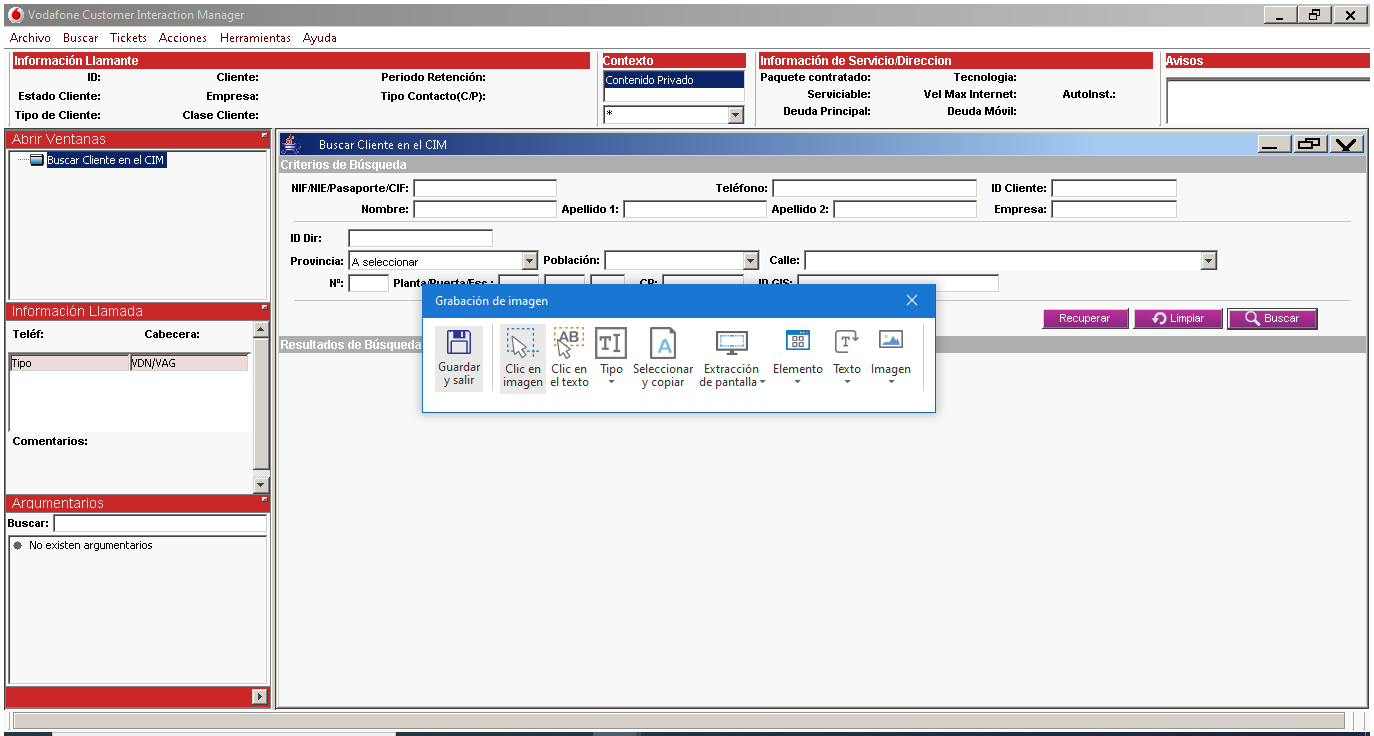 Vodafone Customer Interaction Manager
Archivo Buscar Tickets Acciones Herramientas Ayuda
Información Llamante
ID: Cliente: Periodo Retención:
Estado Cliente: Empresa: Tipo Contacto(C/P):
Tipo de Cliente: Clase Cliente:
Contexto
Contenido Privado
*
Información de Servicio/Direccion
Paquete contratado: Tecnologia:
Serviciable: Vel Max Internet: AutoInst.:
Deuda Principal: Deuda Móvil:
Avisos
Abrir Ventanas
Buscar Cliente en el CIM
Información Llamada
Teléf: Cabecera:
Tipo VDN/VAG
Comentarios:
Argumentarios
Buscar:
No existen argumentarios
Buscar Cliente en el CIM
Criterios de Búsqueda
NIF/NIE/Pasaporte/CIF: Teléfono: ID Cliente:
Nombre: Apellido 1: Apellido 2: Empresa:
ID Dir:
Provincia: A seleccionar Población: Calle:
Nº: Planta/Puerta/Esc.: CP: ID GIS:
Recuperar Limpiar Buscar
Resultados de Búsqueda
Grabación de imagen
Guardar y salir
Clic en imagen
AB
Clic en el texto
TI
Tipo
A
Seleccionar y copiar
Extracción de pantalla
Elemento
T
Texto
Imagen